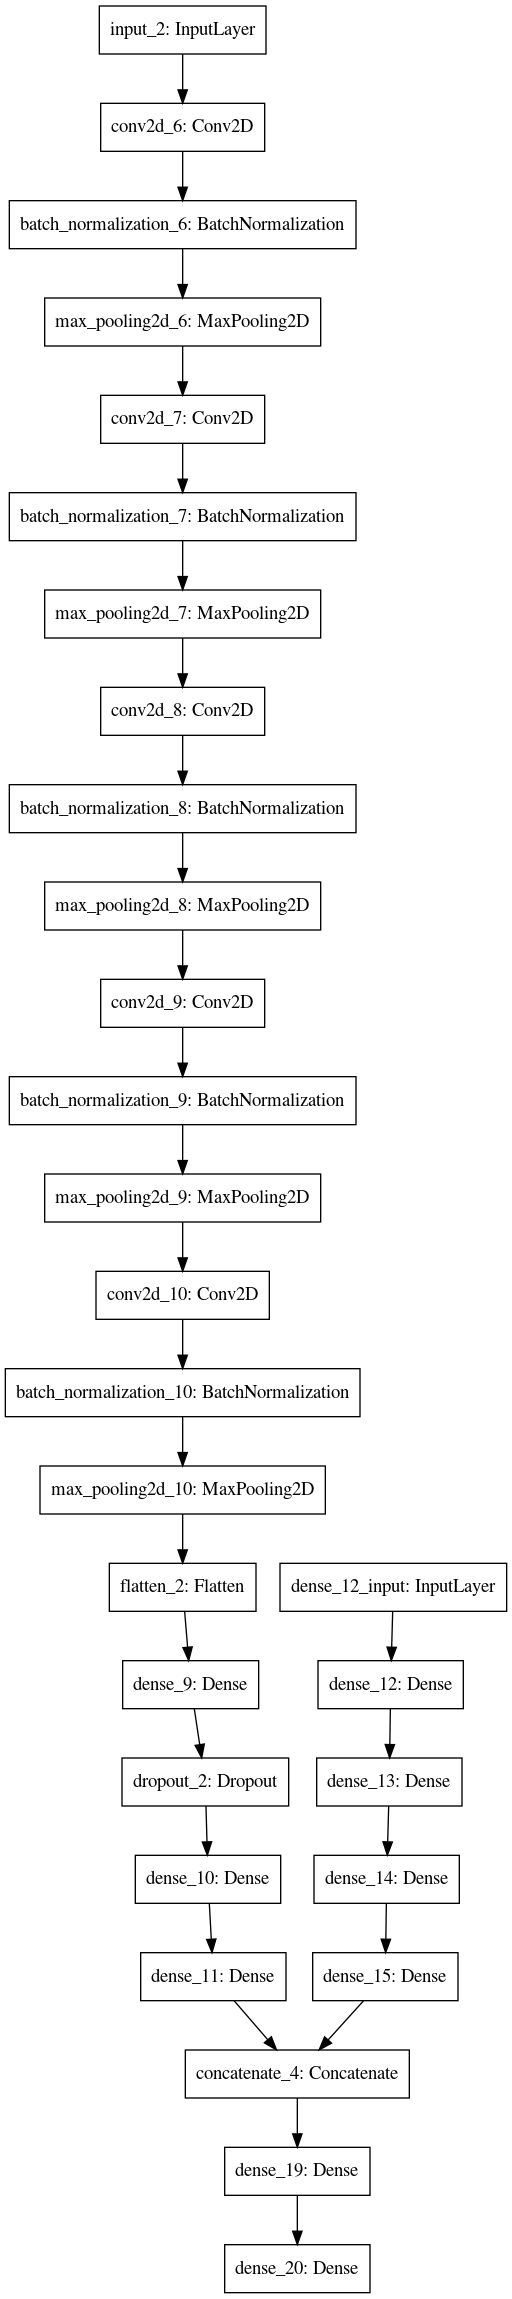 input_2: InputLayer
conv2d_6: Conv2D
batch_normalization_6: BatchNormalization
max_pooling2d_6: MaxPooling2D
conv2d_7: Conv2D
batch_normalization_7: BatchNormalization
max_pooling2d_7: MaxPooling2D
conv2d_8: Conv2D
batch_normalization_8: BatchNormalization
max_pooling2d_8: MaxPooling2D
conv2d_9: Conv2D
batch_normalization_9: BatchNormalization
max_pooling2d_9: MaxPooling2D
conv2d_10: Conv2D
batch_normalization_10: BatchNormalization
max_pooling2d_10: MaxPooling2D
flatten_2: Flatten
dense_12_input: InputLayer
dense_9: Dense
dense_12: Dense
dropout_2: Dropout
dense_13: Dense
dense_10: Dense
dense_14: Dense
dense_11: Dense
dense_15: Dense
concatenate_4: Concatenate
dense_19: Dense
dense_20: Dense